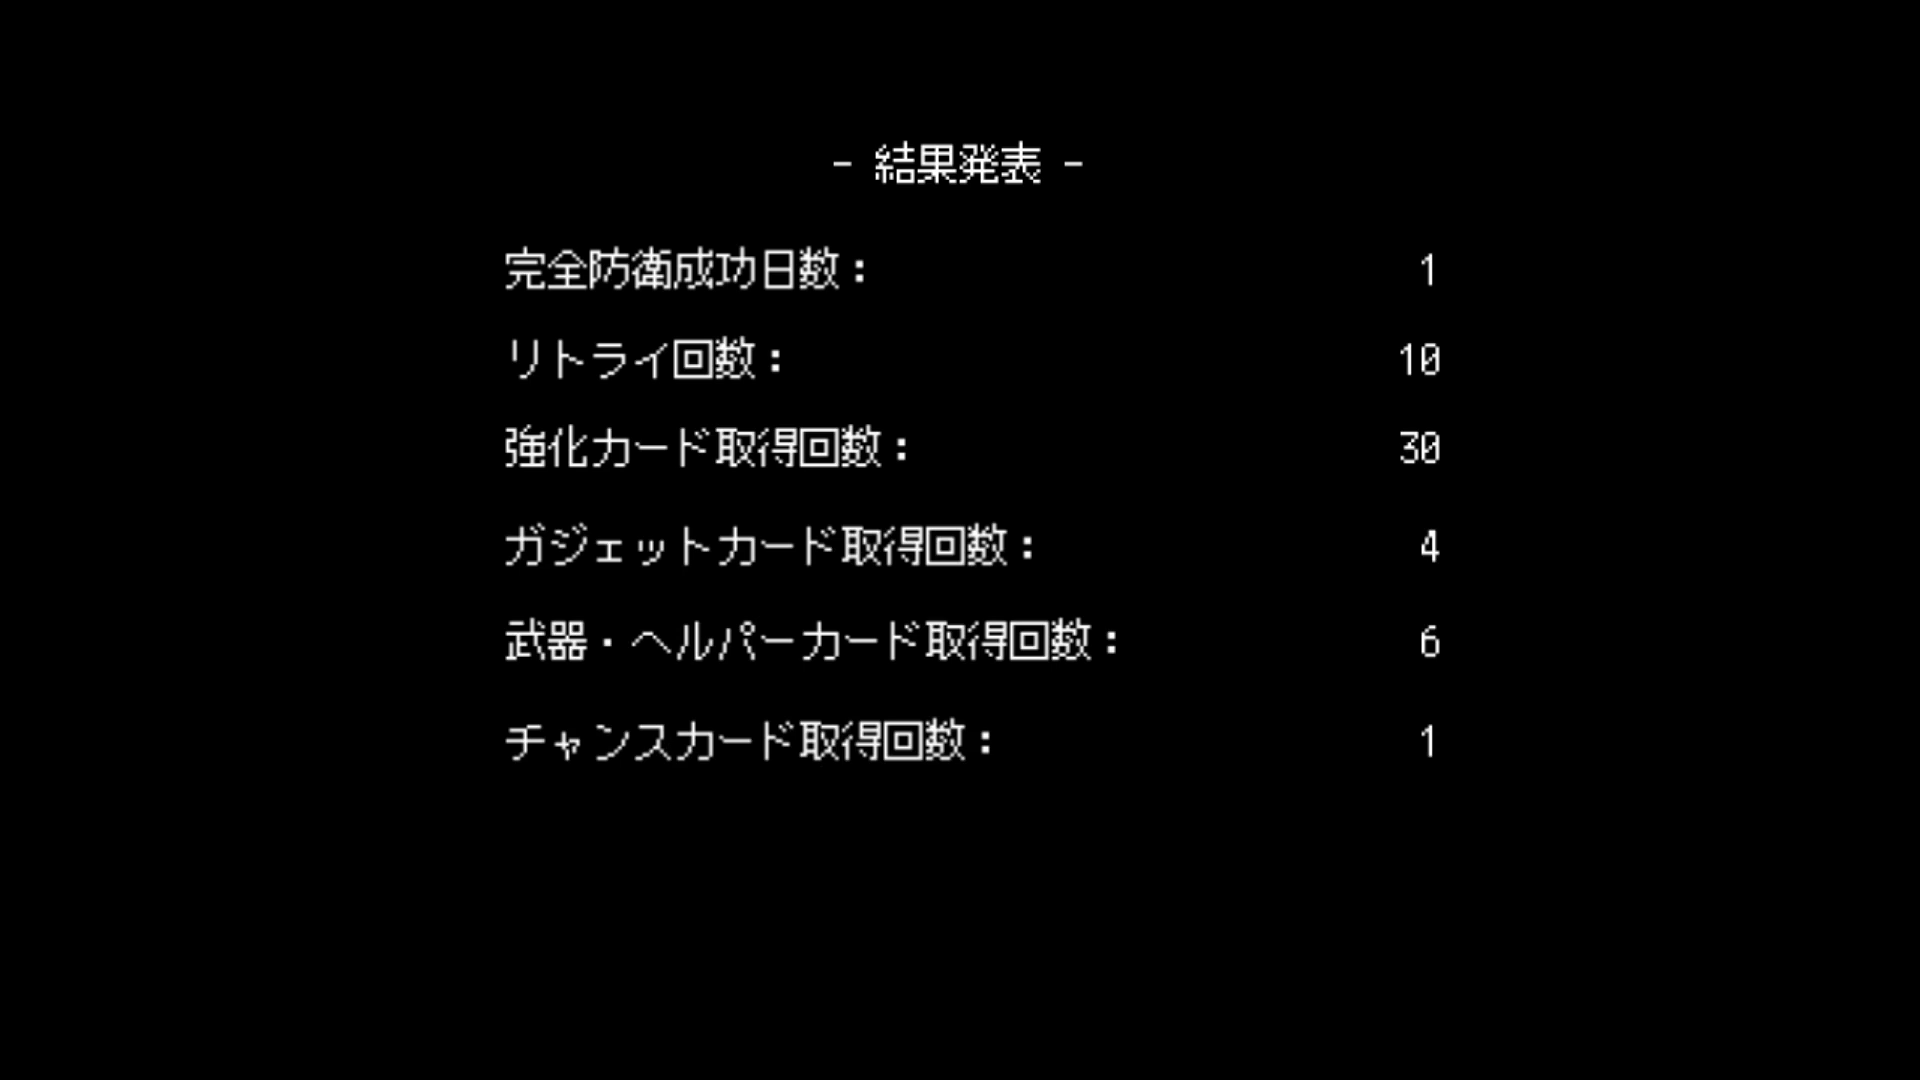 - 結果発表 -
完全防衛成功日数： 1
リトライ回数： 10
強化カード取得回数： 30
ガジェットカード取得回数： 4
武器・ヘルパーカード取得回数： 6
チャンスカード取得回数： 1